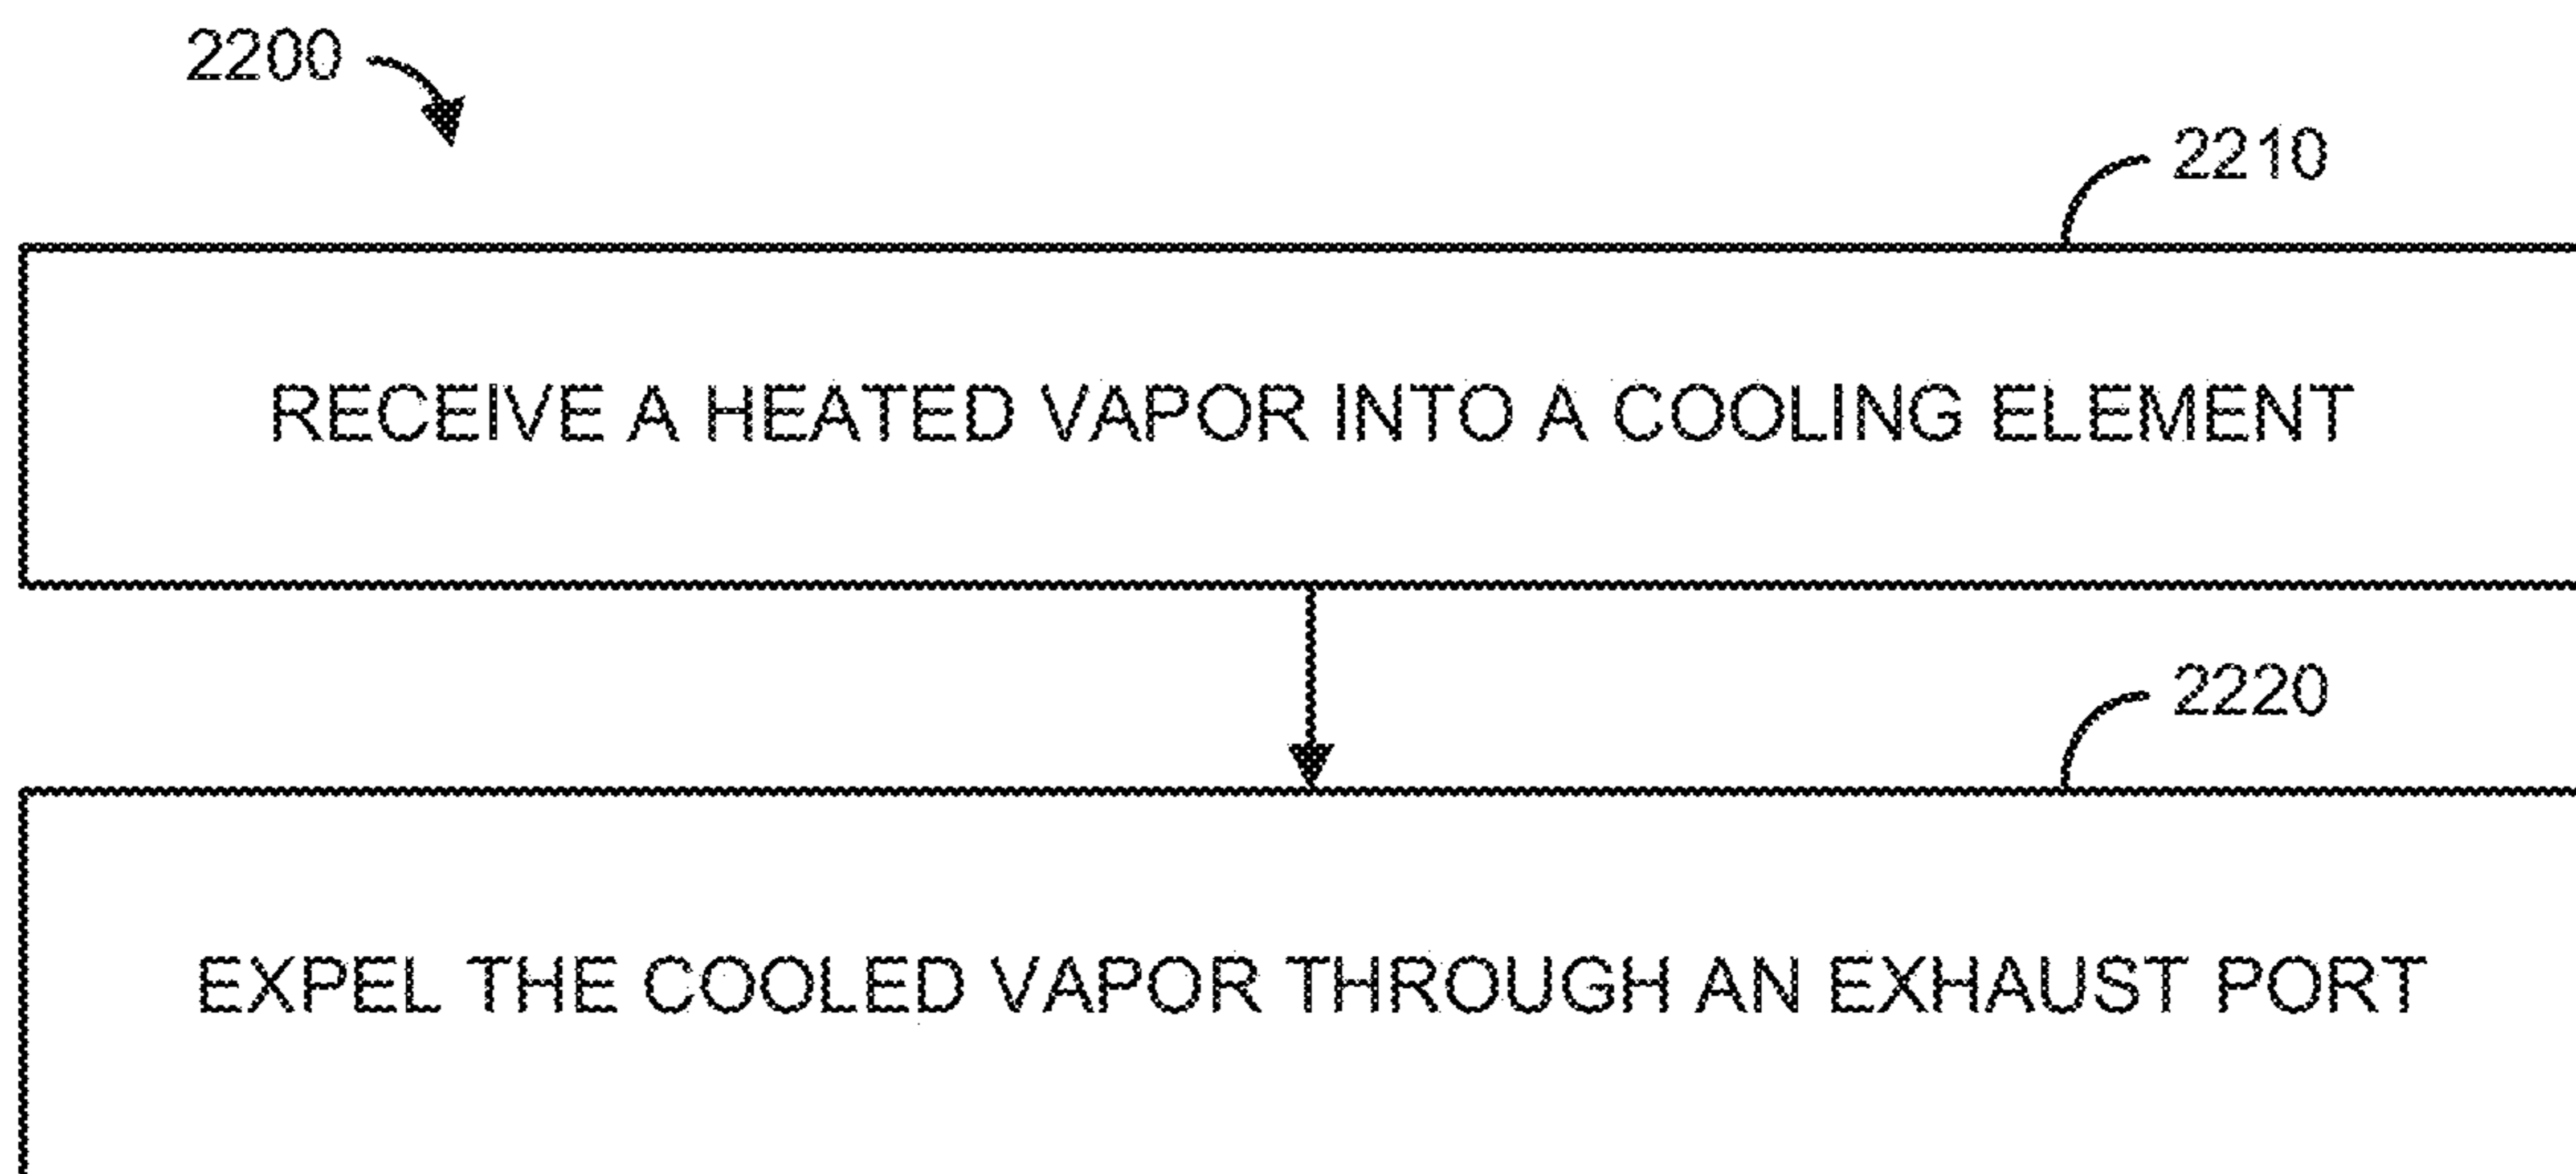 2200
2210
RECEIVE A HEATED VAPOR INTO A COOLING ELEMENT
2220
EXPEL THE COOLED VAPOR THROUGH AN EXHAUST PORT